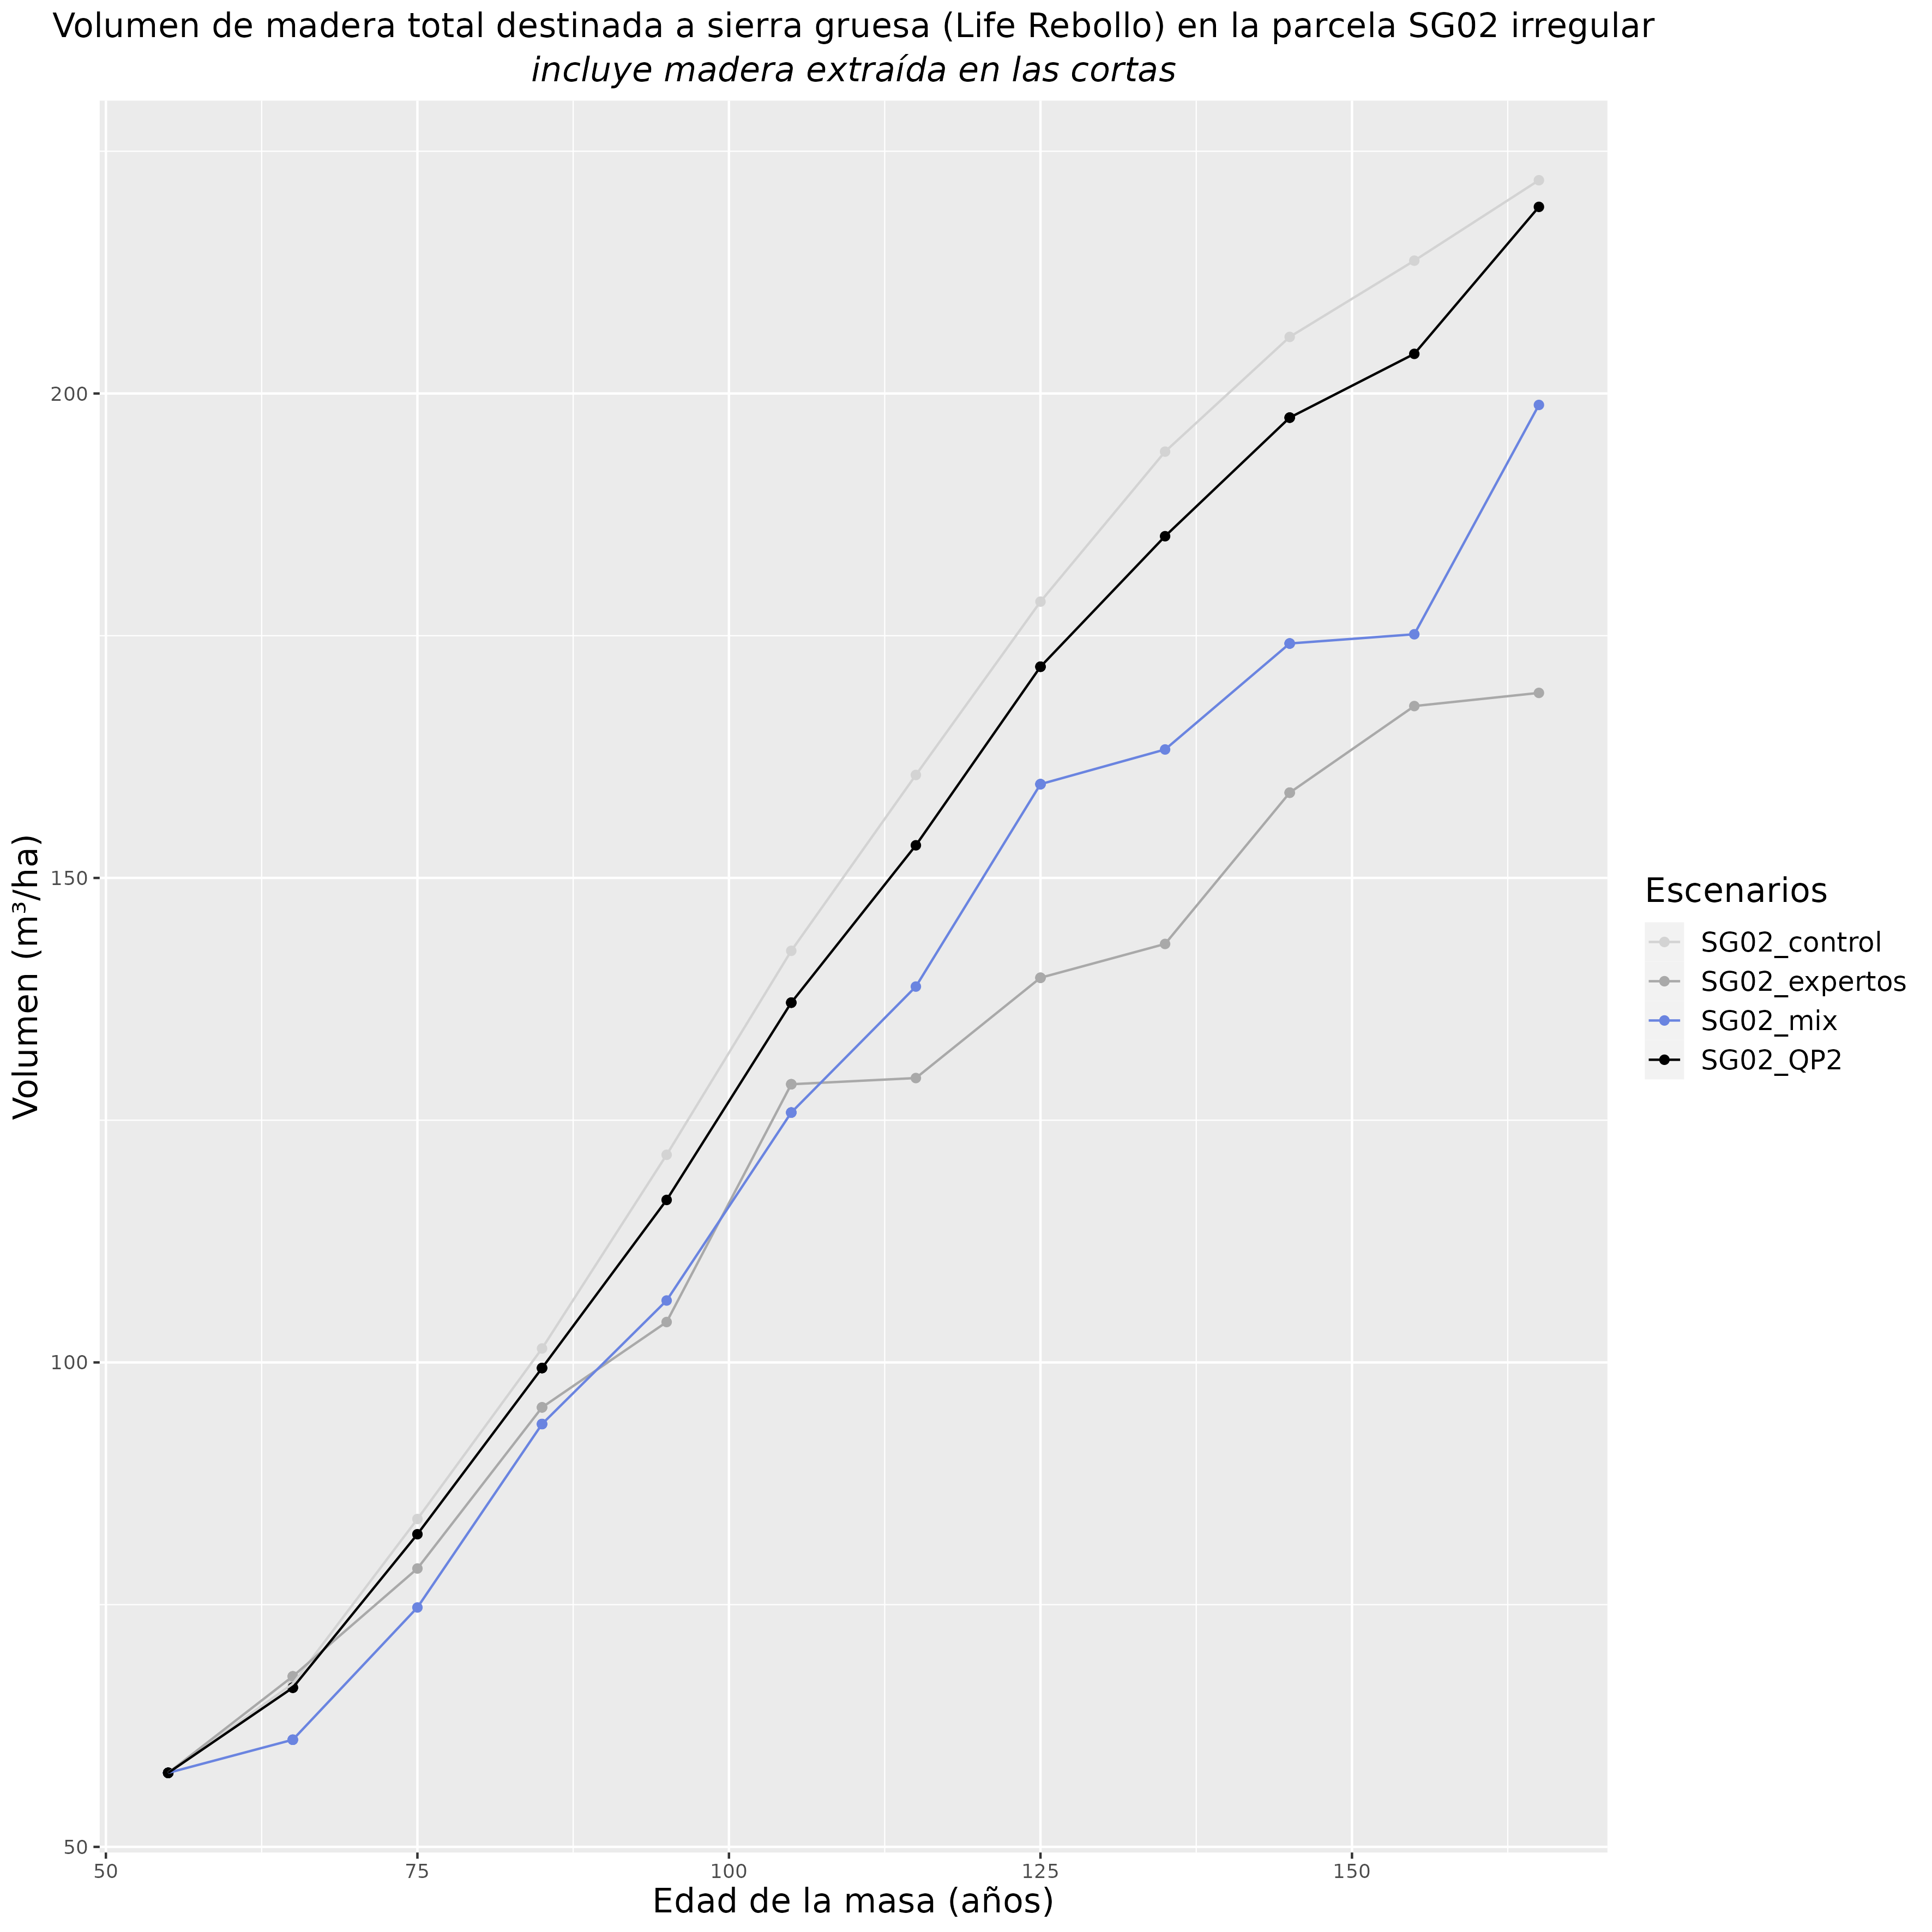 Volumen de madera total destinada a sierra gruesa (Life Rebollo) en la parcela SG02 irregular
incluye madera extraída en las cortas
Volumen (m³/ha)
200
150
100
50
50 75 100 125 150
Edad de la masa (años)
Escenarios
SG02_control
SG02_expertos
SG02_mix
SG02_QP2